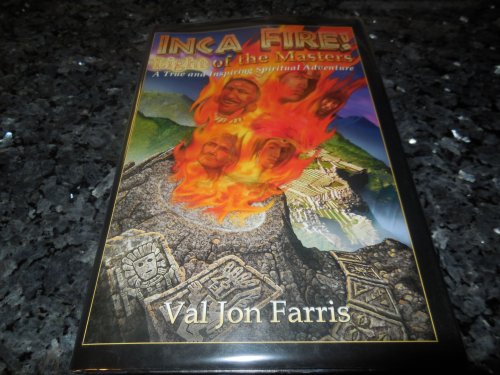 INCA FIRE!
Light of the Masters
A True and Inspiring Spiritual Adventure
Val Jon Farris